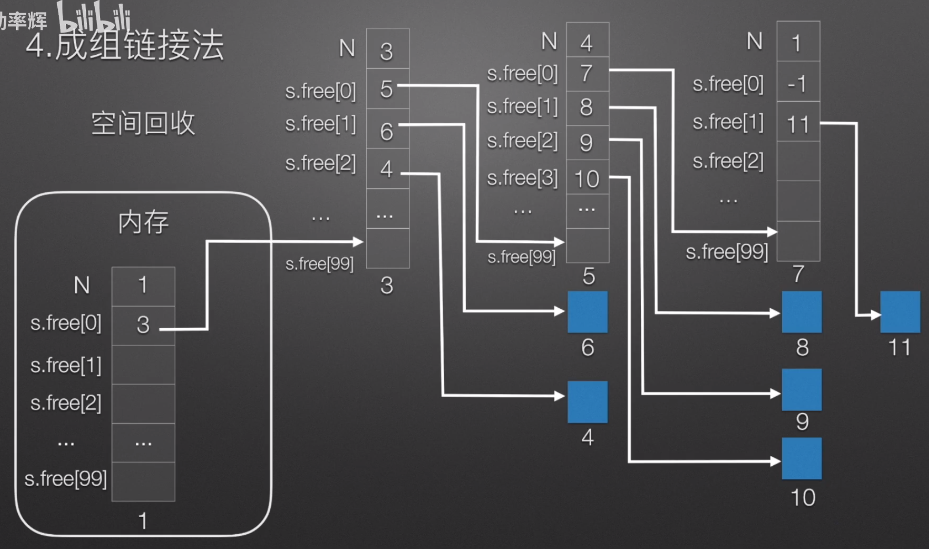 动率辉 bilibili
4.成组链接法
空间回收
内存
N 1
s.free[0] 3
s.free[1]
s.free[2]
... ...
s.free[99]
1
N 3
s.free[0] 5
s.free[1] 6
s.free[2] 4
... ...
s.free[99]
3
N 4
s.free[0] 7
s.free[1] 8
s.free[2] 9
s.free[3] 10
... ...
s.free[99]
5
6
4
N 1
s.free[0] -1
s.free[1] 11
s.free[2]
...
s.free[99]
7
8
9
10
11